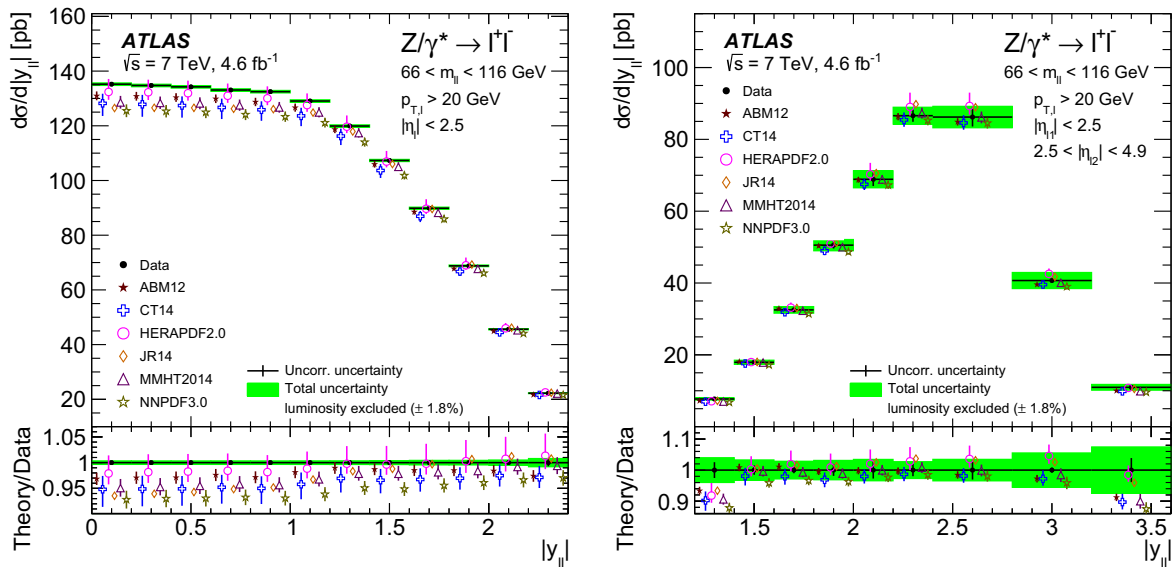 dσ/d|y_ll| [pb]
ATLAS
√s = 7 TeV, 4.6 fb⁻¹
Z/γ* → l⁺l⁻
66 < m_ll < 116 GeV
p_T,l > 20 GeV
|η_l| < 2.5
140
120
100
80
60
40
20
Data
ABM12
CT14
HERAPDF2.0
JR14
MMHT2014
NNPDF3.0
Uncorr. uncertainty
Total uncertainty
luminosity excluded (± 1.8%)
Theory/Data
1.05
1
0.95
0 0.5 1 1.5 2
|y_ll|
dσ/d|y_ll| [pb]
ATLAS
√s = 7 TeV, 4.6 fb⁻¹
Z/γ* → l⁺l⁻
66 < m_ll < 116 GeV
p_T,l > 20 GeV
|η_l1| < 2.5
2.5 < |η_l2| < 4.9
100
80
60
40
20
Data
ABM12
CT14
HERAPDF2.0
JR14
MMHT2014
NNPDF3.0
Uncorr. uncertainty
Total uncertainty
luminosity excluded (± 1.8%)
Theory/Data
1.1
1
0.9
1.5 2 2.5 3 3.5
|y_ll|